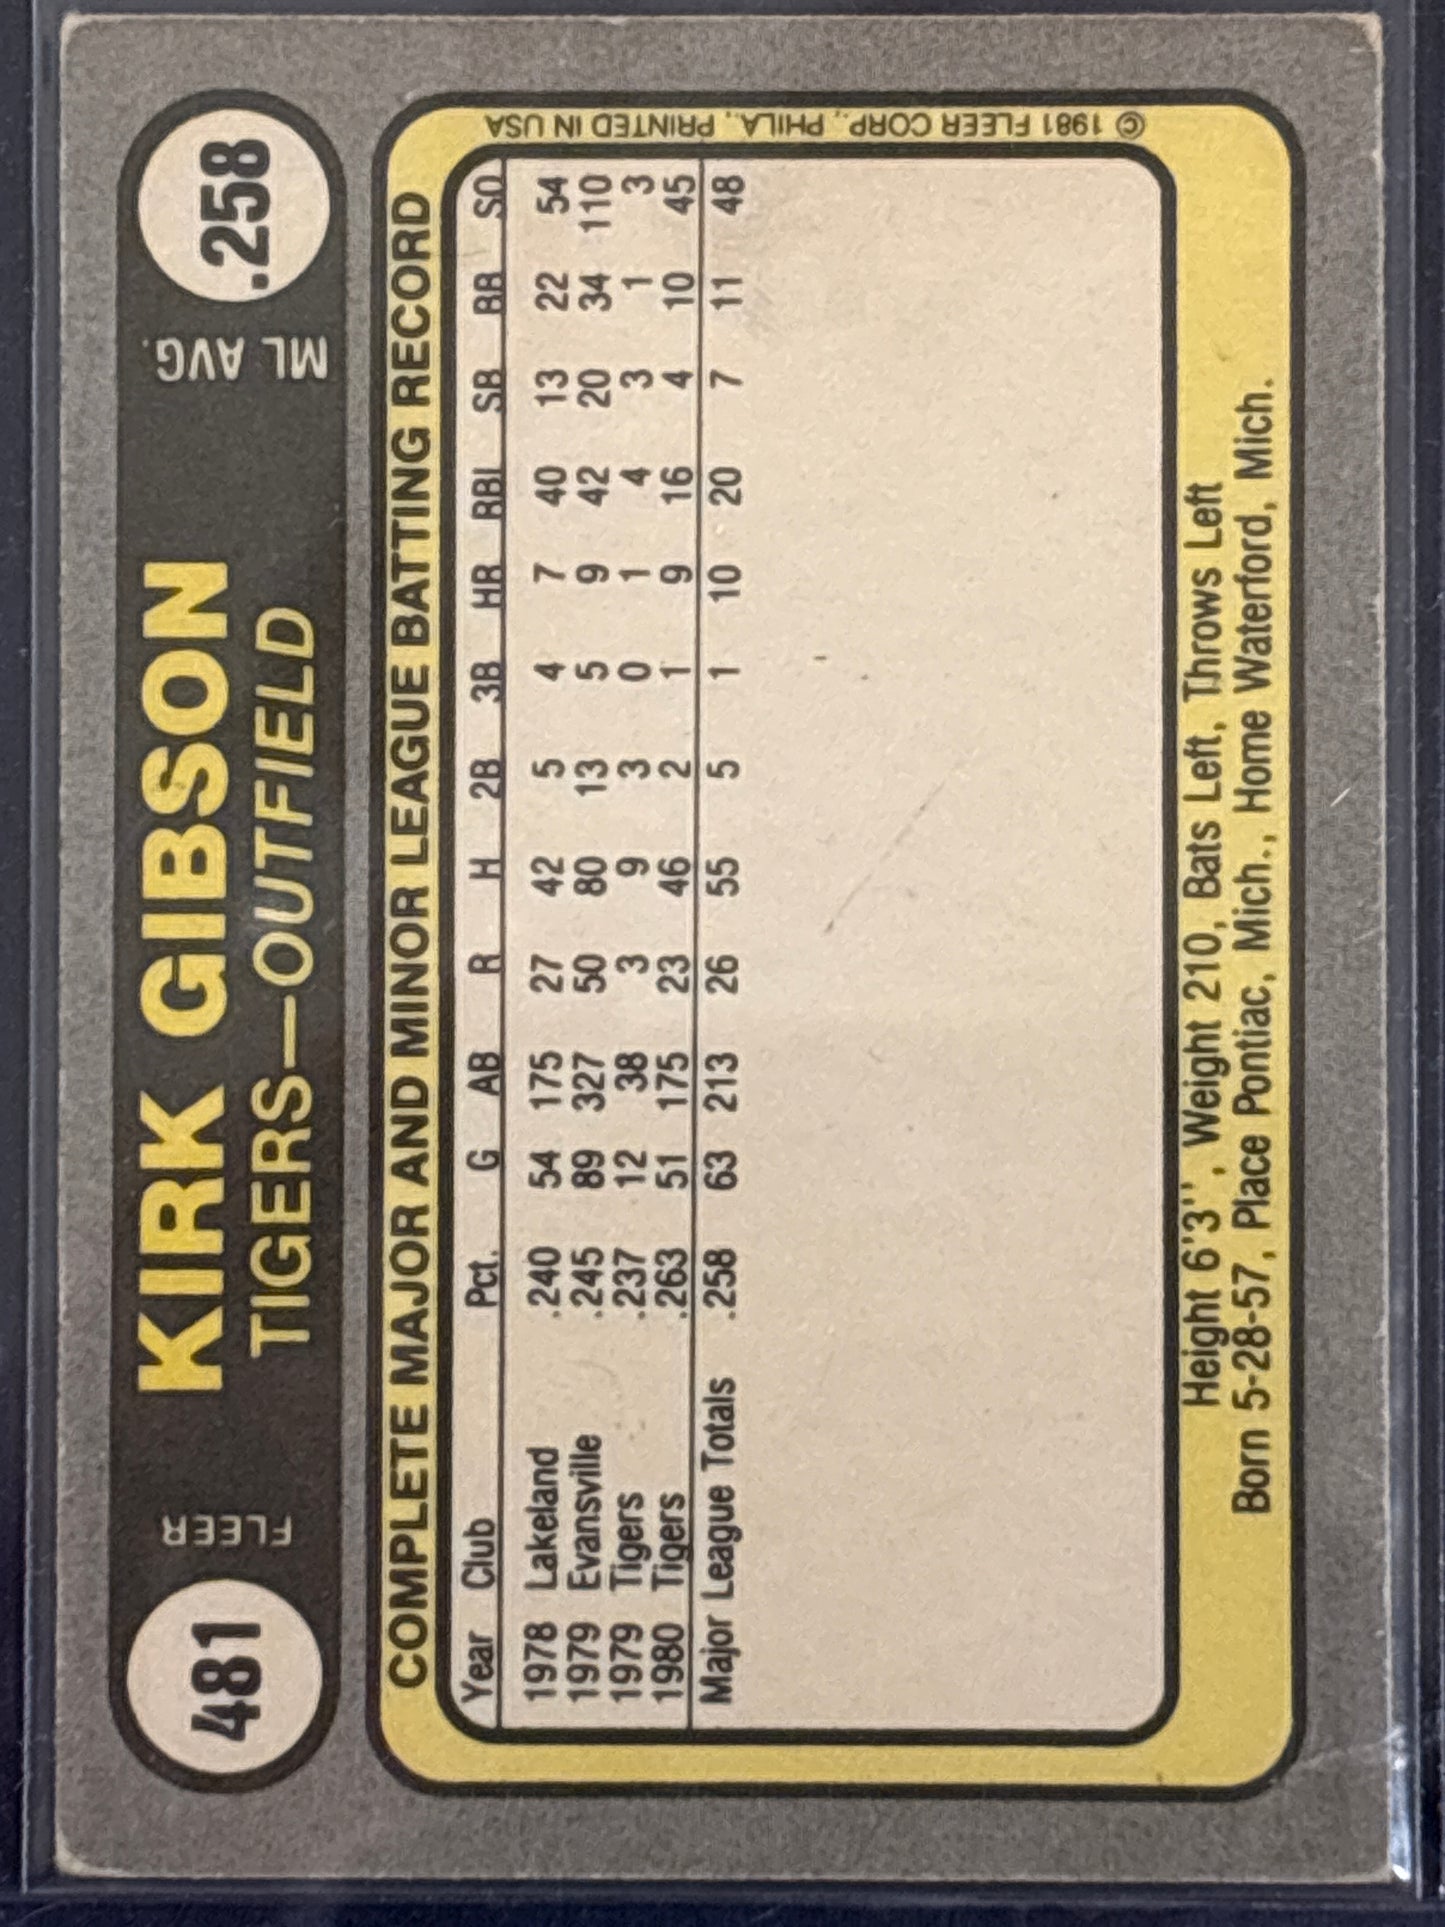 481
FLEER
KIRK GIBSON
TIGERS—OUTFIELD
ML AVG.
.258
COMPLETE MAJOR AND MINOR LEAGUE BATTING RECORD
Year Club Pct. G AB R H 2B 3B HR RBI SB BB SO
1978 Lakeland .240 54 175 27 42 5 4 7 40 13 22 54
1979 Evansville .245 89 327 50 80 13 5 9 42 20 34 110
1979 Tigers .237 12 38 3 9 3 0 1 4 3 1 3
1980 Tigers .263 51 175 23 46 2 1 9 16 4 10 45
Major League Totals .258 63 213 26 55 5 1 10 20 7 11 48
© 1981 FLEER CORP., PHILA., PRINTED IN USA
Height 6'3'', Weight 210, Bats Left, Throws Left
Born 5-28-57, Place Pontiac, Mich., Home Waterford, Mich.